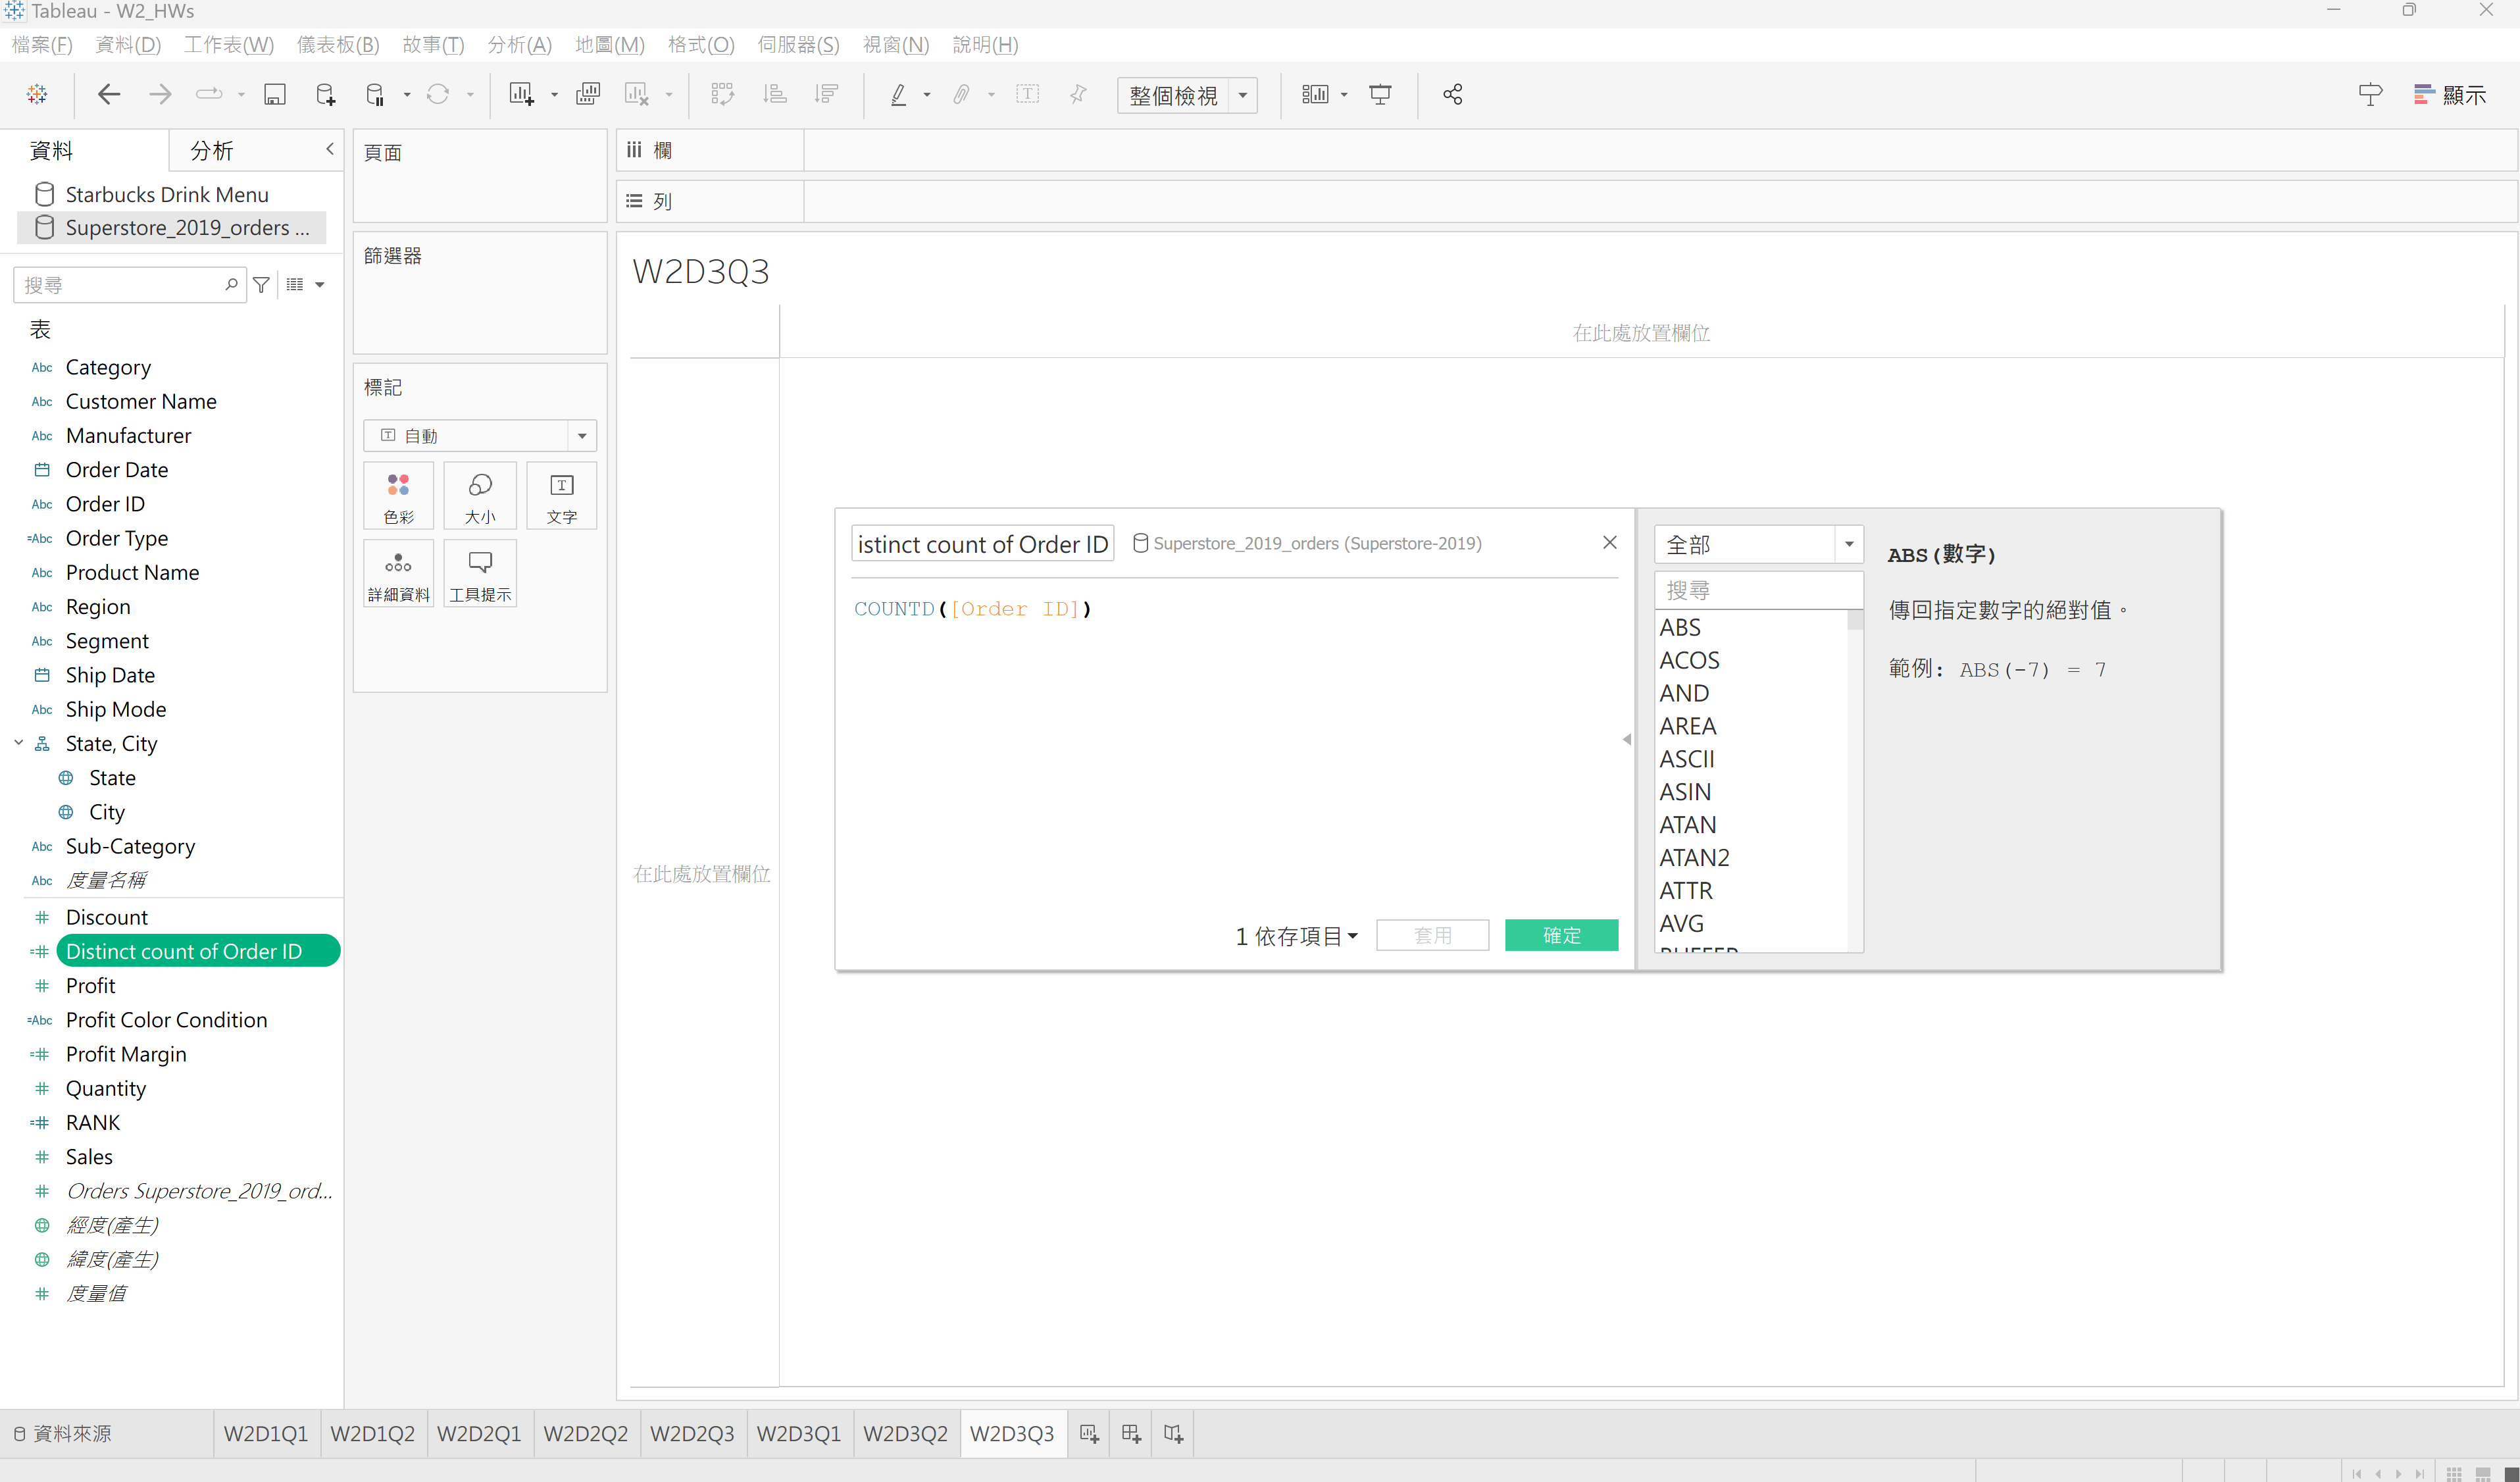 Tableau - W2_HWs
檔案(F) 資料(D) 工作表(W) 儀表板(B) 故事(T) 分析(A) 地圖(M) 格式(O) 伺服器(S) 視窗(N) 說明(H)
整個檢視
顯示
資料
分析
Starbucks Drink Menu
Superstore_2019_orders ...
搜尋
表
Abc Category
Abc Customer Name
Abc Manufacturer
Order Date
Abc Order ID
=Abc Order Type
Abc Product Name
Abc Region
Abc Segment
Ship Date
Abc Ship Mode
State, City
State
City
Abc Sub-Category
Abc 度量名稱
# Discount
=# Distinct count of Order ID
# Profit
=Abc Profit Color Condition
=# Profit Margin
# Quantity
=# RANK
# Sales
# Orders Superstore_2019_ord...
經度(產生)
緯度(產生)
# 度量值
頁面
篩選器
標記
自動
色彩
大小
文字
詳細資料
工具提示
欄
列
W2D3Q3
在此處放置欄位
在此處放置欄位
istinct count of Order ID
Superstore_2019_orders (Superstore-2019)
COUNTD([Order ID])
1 依存項目
套用
確定
全部
搜尋
ABS
ACOS
AND
AREA
ASCII
ASIN
ATAN
ATAN2
ATTR
AVG
ABS(數字)
傳回指定數字的絕對值。
範例: ABS(-7) = 7
資料來源
W2D1Q1
W2D1Q2
W2D2Q1
W2D2Q2
W2D2Q3
W2D3Q1
W2D3Q2
W2D3Q3